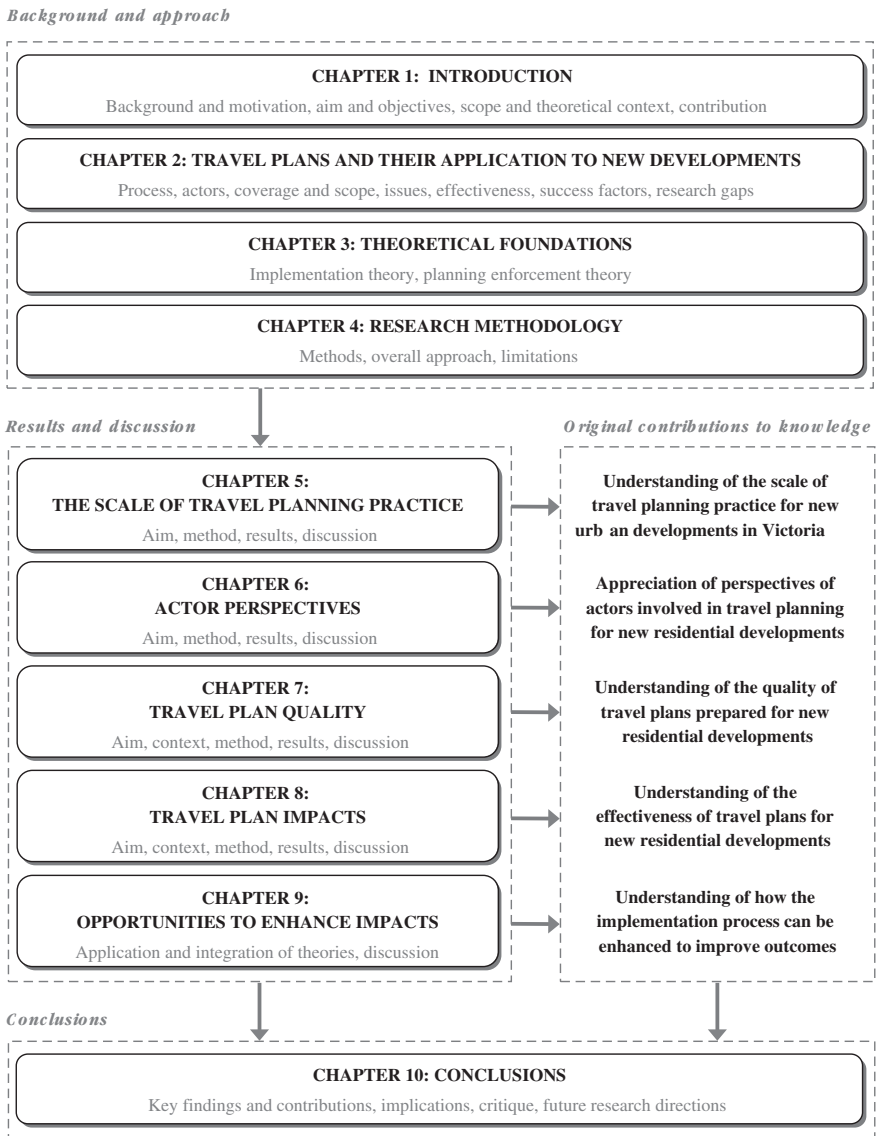 Background and approach
CHAPTER 1: INTRODUCTION
Background and motivation, aim and objectives, scope and theoretical context, contribution
CHAPTER 2: TRAVEL PLANS AND THEIR APPLICATION TO NEW DEVELOPMENTS
Process, actors, coverage and scope, issues, effectiveness, success factors, research gaps
CHAPTER 3: THEORETICAL FOUNDATIONS
Implementation theory, planning enforcement theory
CHAPTER 4: RESEARCH METHODOLOGY
Methods, overall approach, limitations
Results and discussion
CHAPTER 5:
THE SCALE OF TRAVEL PLANNING PRACTICE
Aim, method, results, discussion
CHAPTER 6:
ACTOR PERSPECTIVES
Aim, method, results, discussion
CHAPTER 7:
TRAVEL PLAN QUALITY
Aim, context, method, results, discussion
CHAPTER 8:
TRAVEL PLAN IMPACTS
Aim, context, method, results, discussion
CHAPTER 9:
OPPORTUNITIES TO ENHANCE IMPACTS
Application and integration of theories, discussion
Original contributions to knowledge
Understanding of the scale of
travel planning practice for new
urb an developments in Victoria
Appreciation of perspectives of
actors involved in travel planning
for new residential developments
Understanding of the quality of
travel plans prepared for new
residential developments
Understanding of the
effectiveness of travel plans for
new residential developments
Understanding of how the
implementation process can be
enhanced to improve outcomes
Conclusions
CHAPTER 10: CONCLUSIONS
Key findings and contributions, implications, critique, future research directions